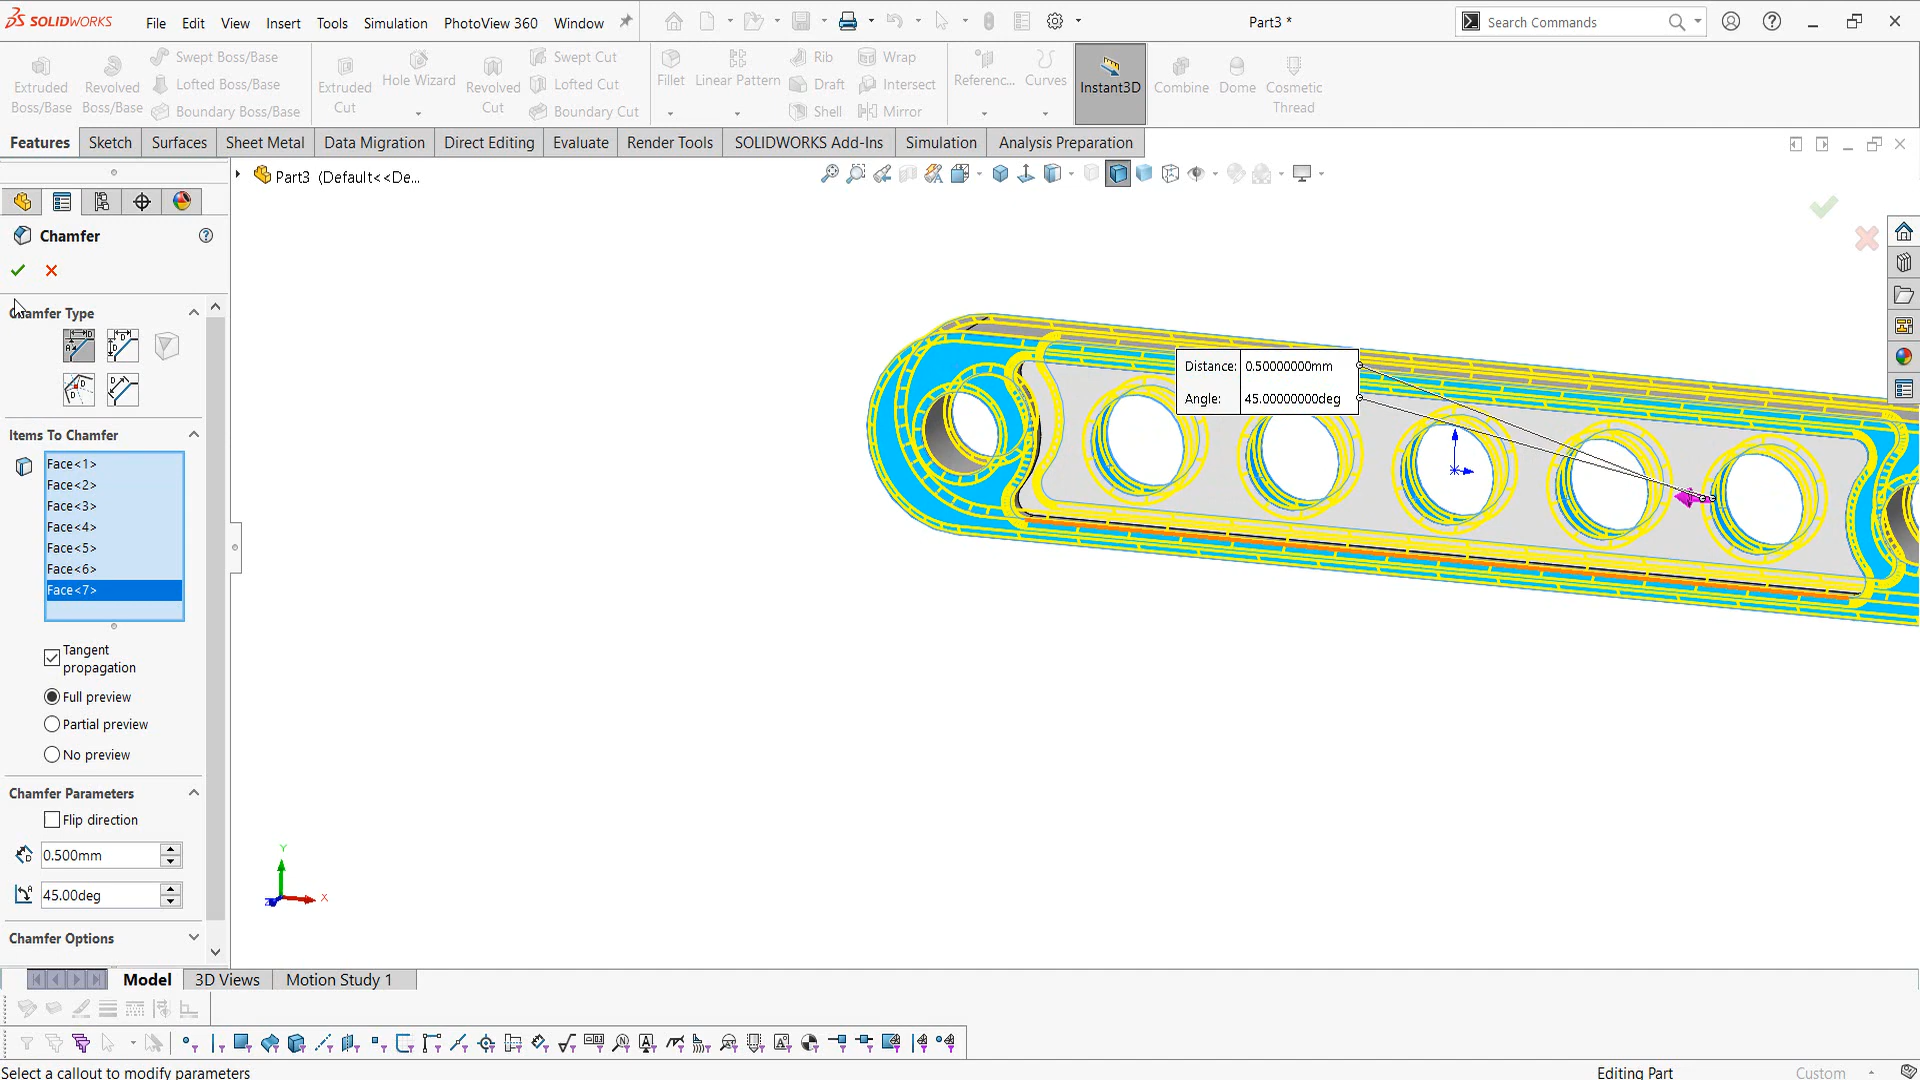 SOLIDWORKS File Edit View Insert Tools Simulation PhotoView 360 Window Part3 * Search Commands
Extruded Boss/Base
Revolved Boss/Base
Swept Boss/Base
Lofted Boss/Base
Boundary Boss/Base
Extruded Cut
Hole Wizard
Revolved Cut
Swept Cut
Lofted Cut
Boundary Cut
Fillet
Linear Pattern
Rib
Draft
Shell
Wrap
Intersect
Mirror
Referenc...
Curves
Instant3D
Combine
Dome
Cosmetic Thread
Features Sketch Surfaces Sheet Metal Data Migration Direct Editing Evaluate Render Tools SOLIDWORKS Add-Ins Simulation Analysis Preparation
Part3 (Default<<De...
Chamfer
Chamfer Type
Items To Chamfer
Face<1>
Face<2>
Face<3>
Face<4>
Face<5>
Face<6>
Face<7>
Tangent
propagation
Full preview
Partial preview
No preview
Chamfer Parameters
Flip direction
0.500mm
45.00deg
Chamfer Options
Distance: 0.50000000mm
Angle: 45.00000000deg
Y
X
Z
Model 3D Views Motion Study 1
Select a callout to modify parameters Editing Part Custom